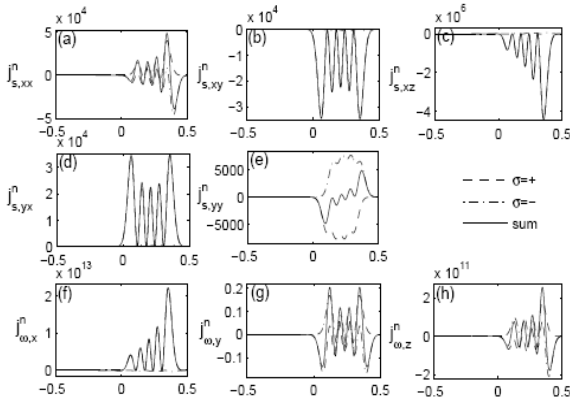 x 10^4 x 10^4 x 10^6
(a) (b) (c)
j^n_{s,xx} 5 0 -5 -0.5 0 0.5
j^n_{s,xy} 0 -1 -2 -3 -0.5 0 0.5
j^n_{s,xz} 0 -2 -4 -0.5 0 0.5
x 10^4
(d) (e)
j^n_{s,yx} 3 2 1 0 -0.5 0 0.5
j^n_{s,yy} 5000 0 -5000 -0.5 0 0.5
σ=+
σ=−
sum
x 10^13 x 10^11
(f) (g) (h)
j^n_{ω,x} 2 1 0 -0.5 0 0.5
j^n_{ω,y} 0.2 0.1 0 -0.1 -0.5 0 0.5
j^n_{ω,z} 2 0 -2 -0.5 0 0.5